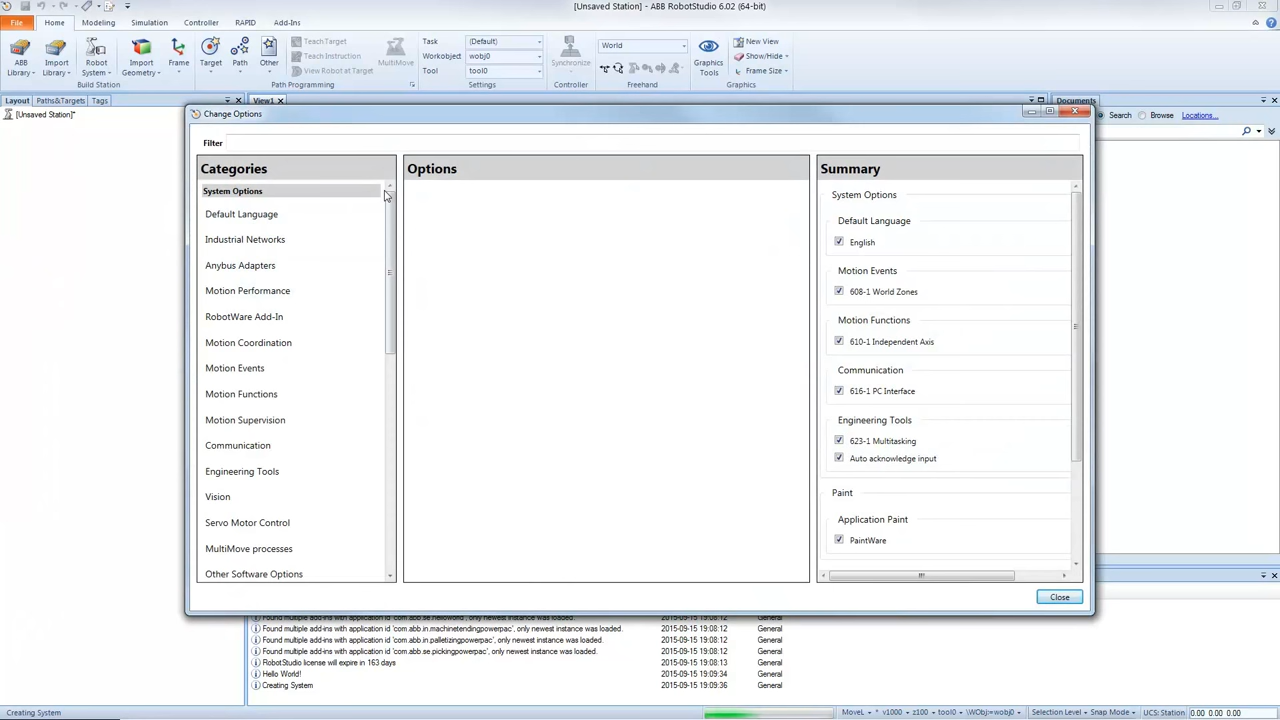 [Unsaved Station] - ABB RobotStudio 6.02 (64-bit)
File Home Modeling Simulation Controller RAPID Add-Ins
ABB Library Import Library Robot System Import Geometry Frame
Build Station
Target Path Other
Teach Target
Teach Instruction
View Robot at Target
MultiMove
Path Programming
Task (Default)
Workobject wobj0
Tool tool0
Settings
Synchronize
Controller
World
Freehand
Graphics Tools
New View
Show/Hide
Frame Size
Graphics
Layout Paths&Targets Tags
View1
Documents
[Unsaved Station]*
Search Browse Locations...
Change Options
Filter
Categories
System Options
Default Language
Industrial Networks
Anybus Adapters
Motion Performance
RobotWare Add-In
Motion Coordination
Motion Events
Motion Functions
Motion Supervision
Communication
Engineering Tools
Vision
Servo Motor Control
MultiMove processes
Other Software Options
Options
Summary
System Options
Default Language
English
Motion Events
608-1 World Zones
Motion Functions
610-1 Independent Axis
Communication
616-1 PC Interface
Engineering Tools
623-1 Multitasking
Auto acknowledge input
Paint
Application Paint
PaintWare
Close
Found multiple add-ins with application id 'com.abb.se.helloworld', only newest instance was loaded. 2015-09-15 19:08:12 General
Found multiple add-ins with application id 'com.abb.in.machinetendingpowerpac', only newest instance was loaded. 2015-09-15 19:08:12 General
Found multiple add-ins with application id 'com.abb.in.palletizingpowerpac', only newest instance was loaded. 2015-09-15 19:08:12 General
Found multiple add-ins with application id 'com.abb.se.pickingpowerpac', only newest instance was loaded. 2015-09-15 19:08:12 General
RobotStudio license will expire in 163 days 2015-09-15 19:08:13 General
Hello World! 2015-09-15 19:09:34 General
Creating System 2015-09-15 19:09:36 General
Creating System
MoveL * v1000 z100 tool0 \WObj:=wobj0 Selection Level Snap Mode UCS: Station 0.00 0.00 0.00